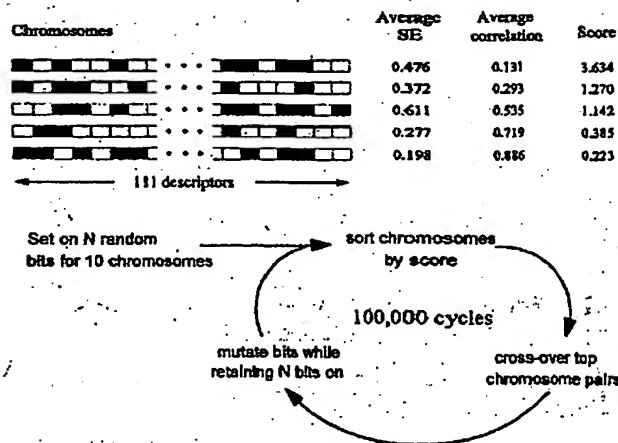 Chromosomes Average SE Average correlation Score
0.476 0.131 3.634
0.372 0.293 1.270
0.611 0.535 1.142
0.277 0.719 0.385
0.198 0.886 0.223
181 descriptors
Set on N random
bits for 10 chromosomes
sort chromosomes
by score
100,000 cycles
mutate bits while
retaining N bits on
cross-over top
chromosome pairs